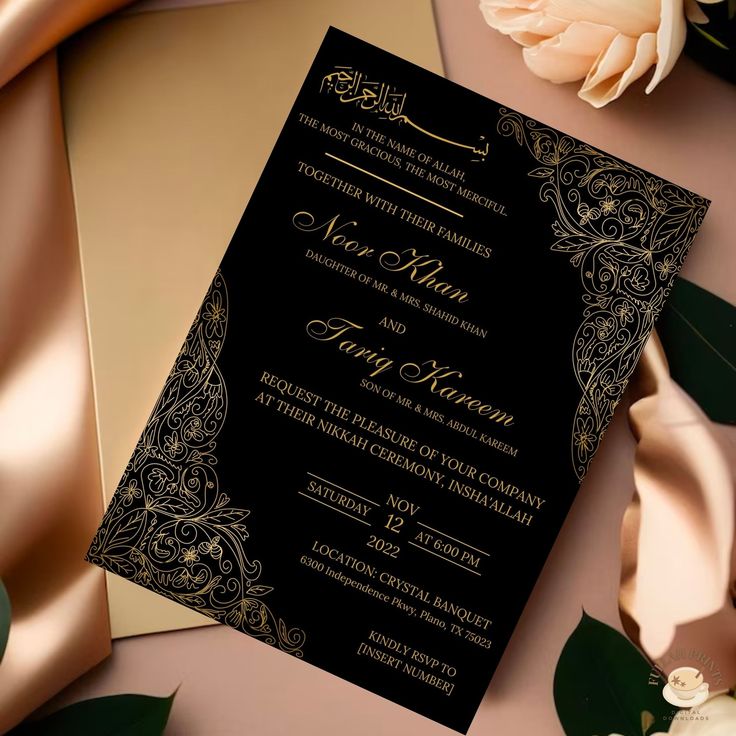 بسم الله الرحمن الرحيم
IN THE NAME OF ALLAH,
THE MOST GRACIOUS, THE MOST MERCIFUL.
TOGETHER WITH THEIR FAMILIES
Noor Khan
DAUGHTER OF MR. & MRS. SHAHID KHAN
AND
Tariq Kareem
SON OF MR. & MRS. ABDUL KAREEM
REQUEST THE PLEASURE OF YOUR COMPANY
AT THEIR NIKKAH CEREMONY, INSHA'ALLAH
NOV
SATURDAY 12 AT 6:00 PM
2022
LOCATION: CRYSTAL BANQUET
6300 Independence Pkwy, Plano, TX 75023
KINDLY RSVP TO
[INSERT NUMBER]
DIGITAL
DOWNLOADS